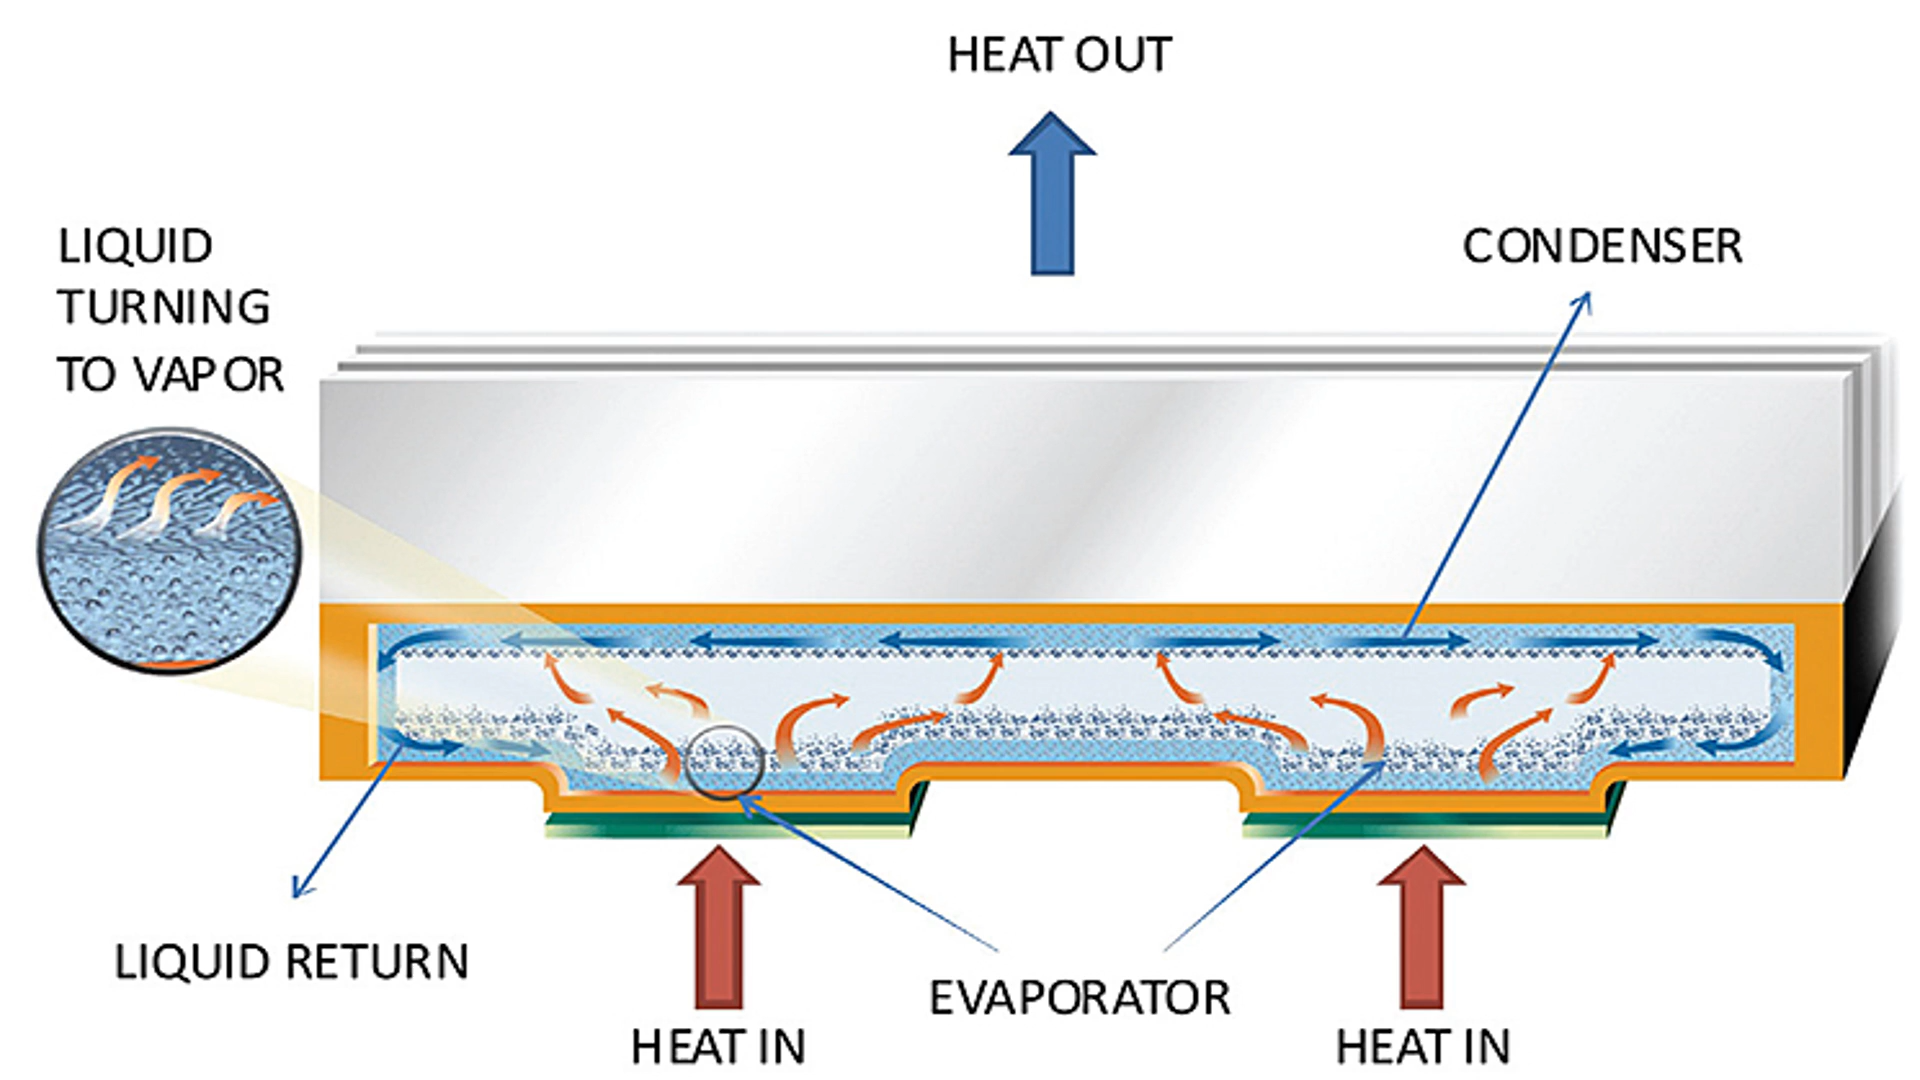 HEAT OUT
LIQUID
TURNING
TO VAPOR
CONDENSER
LIQUID RETURN
EVAPORATOR
HEAT IN
HEAT IN